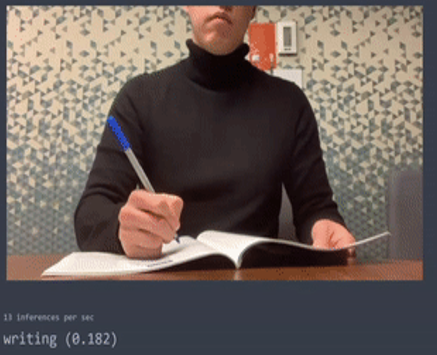 13 inferences per sec
writing (0.182)